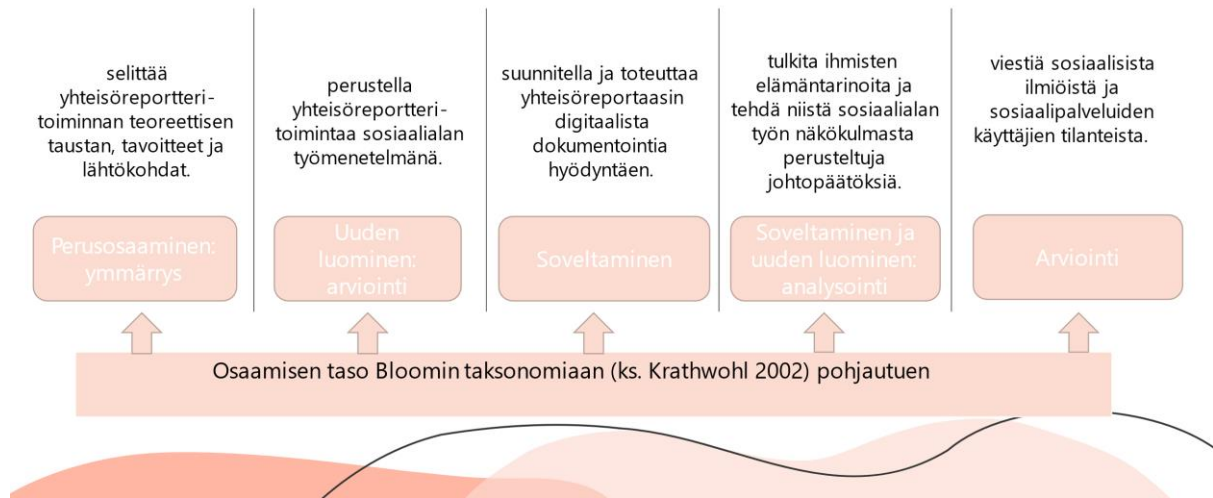 selittää
yhteisöreportteri-
toiminnan teoreettisen
taustan, tavoitteet ja
lähtökohdat.
perustella
yhteisöreportteri-
toimintaa sosiaalialan
työmenetelmänä.
suunnitella ja toteuttaa
yhteisöreportaasin
digitaalista
dokumentointia
hyödyntäen.
tulkita ihmisten
elämäntarinoita ja
tehdä niistä sosiaalialan
työn näkökulmasta
perusteltuja
johtopäätöksiä.
viestiä sosiaalisista
ilmiöistä ja
sosiaalipalveluiden
käyttäjien tilanteista.
Perusosaaminen:
ymmärrys
Uuden
luominen:
arviointi
Soveltaminen
Soveltaminen ja
uuden luominen:
analysointi
Arviointi
Osaamisen taso Bloomin taksonomiaan (ks. Krathwohl 2002) pohjautuen